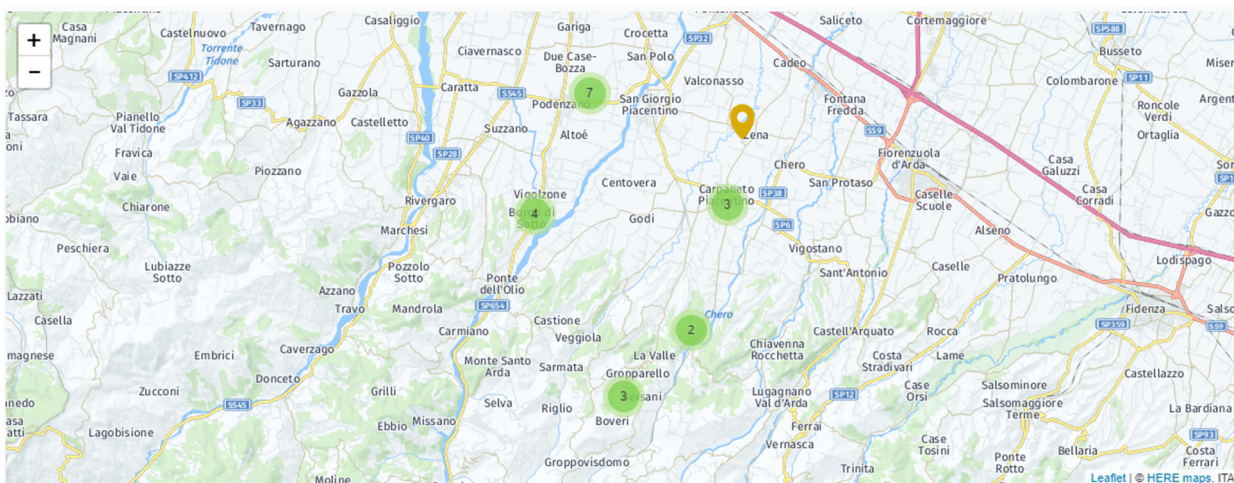 Casa
Magnani
Castelnuovo
Tavernago
Casaliggio
Gariga
Crocetta
SP32
Saliceto
Cortemaggiore
SP588
Busseto
+
−
Torrente
Tidone
Sarturano
Ciavernasco
Due Case-
Bozza
San Polo
Cadeo
SP412
SP33
Gazzola
Caratta
SS45
7
Podenzano
San Giorgio
Piacentino
Valconasso
Fontana
Fredda
Colombarone
SP11
Roncole
Verdi
Tassara
Pianello
Val Tidone
Agazzano
Castelletto
SP40
Suzzano
Altoé
SS9
Ortaglia
Fravica
Vaie
SP28
Piozzano
Chero
Fiorenzuola
d'Arda
Casa
Galuzzi
Chiarone
Rivergaro
Vigolzone
4
Centovera
Carpaneto
Piacentino
3
SP38
San Protaso
Caselle
Scuole
Casa
Corradi
Godi
SP6
Peschiera
Marchesi
Vigostano
Alseno
Lubiazze
Sotto
Pozzolo
Sotto
Ponte
dell'Olio
Sant'Antonio
Caselle
Pratolungo
Lodispago
Lazzati
Azzano
Travo
Mandrola
SP654
Casella
Carmiano
Castione
Veggiola
Chero
2
Castell'Arquato
Rocca
SP359
Fidenza
SS9
Embrici
Caverzago
Monte Santo
Arda
Sarmata
La Valle
Chiavenna
Rocchetta
Costa
Stradivari
Lame
Gropparello
Castellazzo
Zucconi
Donceto
Grilli
Selva
Riglio
3
Boveri
Lugagnano
Val d'Arda
SP12
Case
Orsi
Salsominore
Salsomaggiore
Terme
La Bardiana
SS45
Lagobisione
Ebbio
Missano
Ferrai
Vernasca
Case
Tosini
Bellaria
SP93
Costa
Ferrari
Moline
Groppovisdomo
Trinita
Ponte
Rotto
Leaflet | © HERE maps, ITA